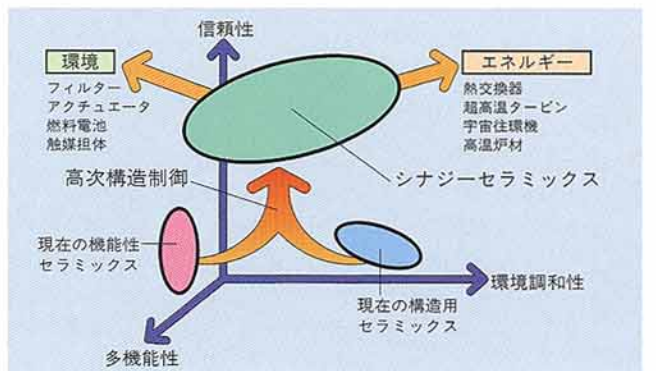 信頼性
環境
フィルター
アクチュエータ
燃料電池
触媒担体
エネルギー
熱交換器
超高温タービン
宇宙往環機
高温炉材
高次構造制御
シナジーセラミックス
現在の機能性
セラミックス
環境調和性
現在の構造用
セラミックス
多機能性